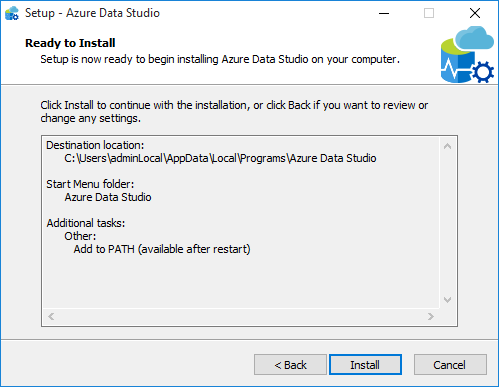 Setup - Azure Data Studio
Ready to Install
Setup is now ready to begin installing Azure Data Studio on your computer.
Click Install to continue with the installation, or click Back if you want to review or
change any settings.
Destination location:
C:\Users\adminLocal\AppData\Local\Programs\Azure Data Studio
Start Menu folder:
Azure Data Studio
Additional tasks:
Other:
Add to PATH (available after restart)
< Back
Install
Cancel